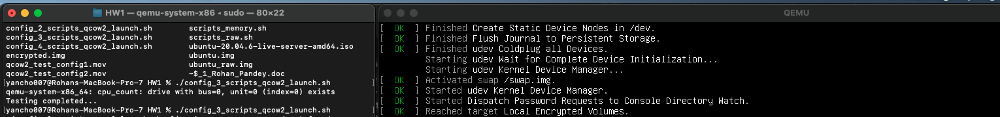 HW1 — qemu-system-x86 ◂ sudo — 80×22
config_2_scripts_qcow2_launch.sh scripts_memory.sh
config_3_scripts_qcow2_launch.sh scripts_raw.sh
config_4_scripts_qcow2_launch.sh ubuntu-20.04.6-live-server-amd64.iso
encrypted.img ubuntu.img
qcow2_test_config1.mov ubuntu_raw.img
qcow2_test_config2.mov ~$_1_Rohan_Pandey.doc
[yancho007@Rohans-MacBook-Pro-7 HW1 % ./config_3_scripts_qcow2_launch.sh ]
qemu-system-x86_64: cpu_count: drive with bus=0, unit=0 (index=0) exists
Testing completed...
[yancho007@Rohans-MacBook-Pro-7 HW1 % ./config_3_scripts_qcow2_launch.sh ]
QEMU
[ OK ] Finished Create Static Device Nodes in /dev.
[ OK ] Finished Flush Journal to Persistent Storage.
[ OK ] Finished udev Coldplug all Devices.
Starting udev Wait for Complete Device Initialization...
Starting udev Kernel Device Manager...
[ OK ] Activated swap /swap.img.
[ OK ] Started udev Kernel Device Manager.
[ OK ] Started Dispatch Password Requests to Console Directory Watch.
[ OK ] Reached target Local Encrypted Volumes.